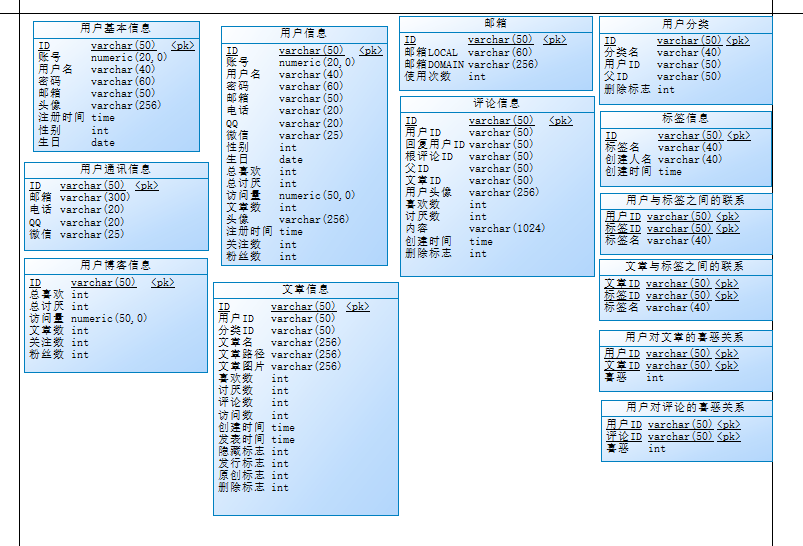 用户基本信息
ID varchar(50) <pk>
账号 numeric(20,0)
用户名 varchar(40)
密码 varchar(60)
邮箱 varchar(50)
头像 varchar(256)
注册时间 time
性别 int
生日 date
用户通讯信息
ID varchar(50) <pk>
邮箱 varchar(300)
电话 varchar(20)
QQ varchar(20)
微信 varchar(25)
用户博客信息
ID varchar(50) <pk>
总喜欢 int
总讨厌 int
访问量 numeric(50,0)
文章数 int
关注数 int
粉丝数 int
用户信息
ID varchar(50) <pk>
账号 numeric(20,0)
用户名 varchar(40)
密码 varchar(60)
邮箱 varchar(50)
电话 varchar(20)
QQ varchar(20)
微信 varchar(25)
性别 int
生日 date
总喜欢 int
总讨厌 int
访问量 numeric(50,0)
文章数 int
头像 varchar(256)
注册时间 time
关注数 int
粉丝数 int
文章信息
ID varchar(50) <pk>
用户ID varchar(50)
分类ID varchar(50)
文章名 varchar(256)
文章路径 varchar(256)
文章图片 varchar(256)
喜欢数 int
讨厌数 int
评论数 int
访问数 int
创建时间 time
发表时间 time
隐藏标志 int
发行标志 int
原创标志 int
删除标志 int
邮箱
ID varchar(50) <pk>
邮箱LOCAL varchar(60)
邮箱DOMAIN varchar(256)
使用次数 int
评论信息
ID varchar(50) <pk>
用户ID varchar(50)
回复用户ID varchar(50)
根评论ID varchar(50)
父ID varchar(50)
文章ID varchar(50)
用户头像 varchar(256)
喜欢数 int
讨厌数 int
内容 varchar(1024)
创建时间 time
删除标志 int
用户分类
ID varchar(50) <pk>
分类名 varchar(40)
用户ID varchar(50)
父ID varchar(50)
删除标志 int
标签信息
ID varchar(50) <pk>
标签名 varchar(40)
创建人名 varchar(40)
创建时间 time
用户与标签之间的联系
用户ID varchar(50) <pk>
标签ID varchar(50) <pk>
标签名 varchar(40)
文章与标签之间的联系
文章ID varchar(50) <pk>
标签ID varchar(50) <pk>
标签名 varchar(40)
用户对文章的喜恶关系
用户ID varchar(50) <pk>
文章ID varchar(50) <pk>
喜恶 int
用户对评论的喜恶关系
用户ID varchar(50) <pk>
评论ID varchar(50) <pk>
喜恶 int